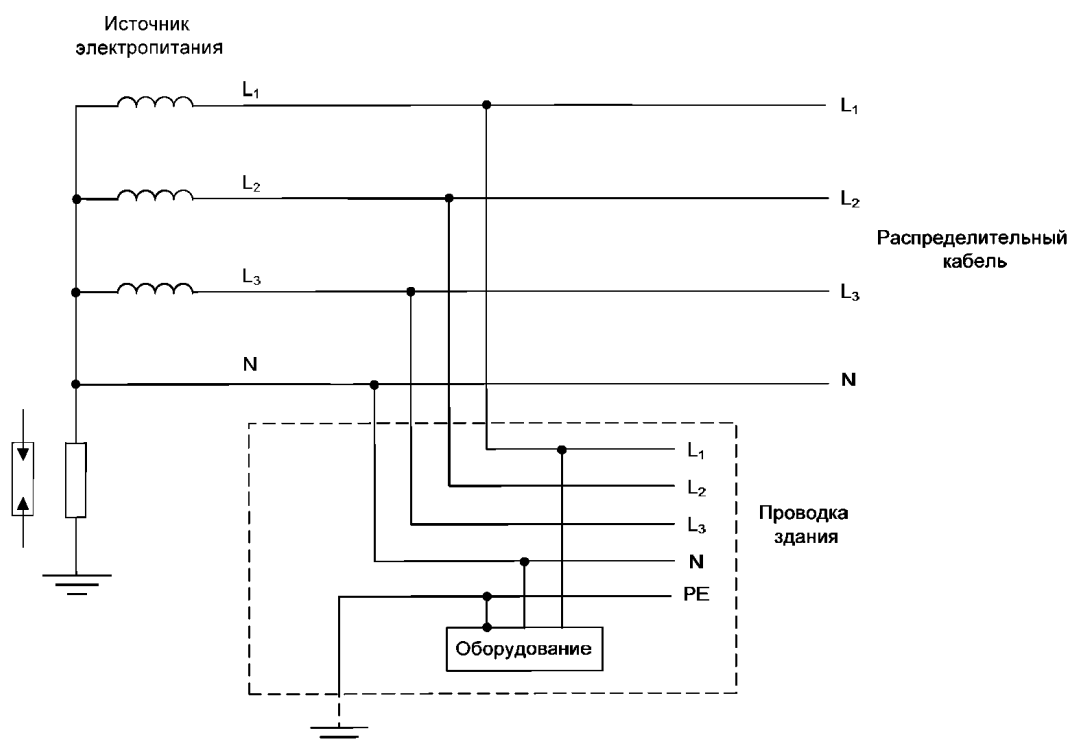 Источник
электропитания
L₁
L₁
L₂
L₂
Распределительный
кабель
L₃
L₃
N
N
L₁
L₂
Проводка
здания
L₃
N
PE
Оборудование